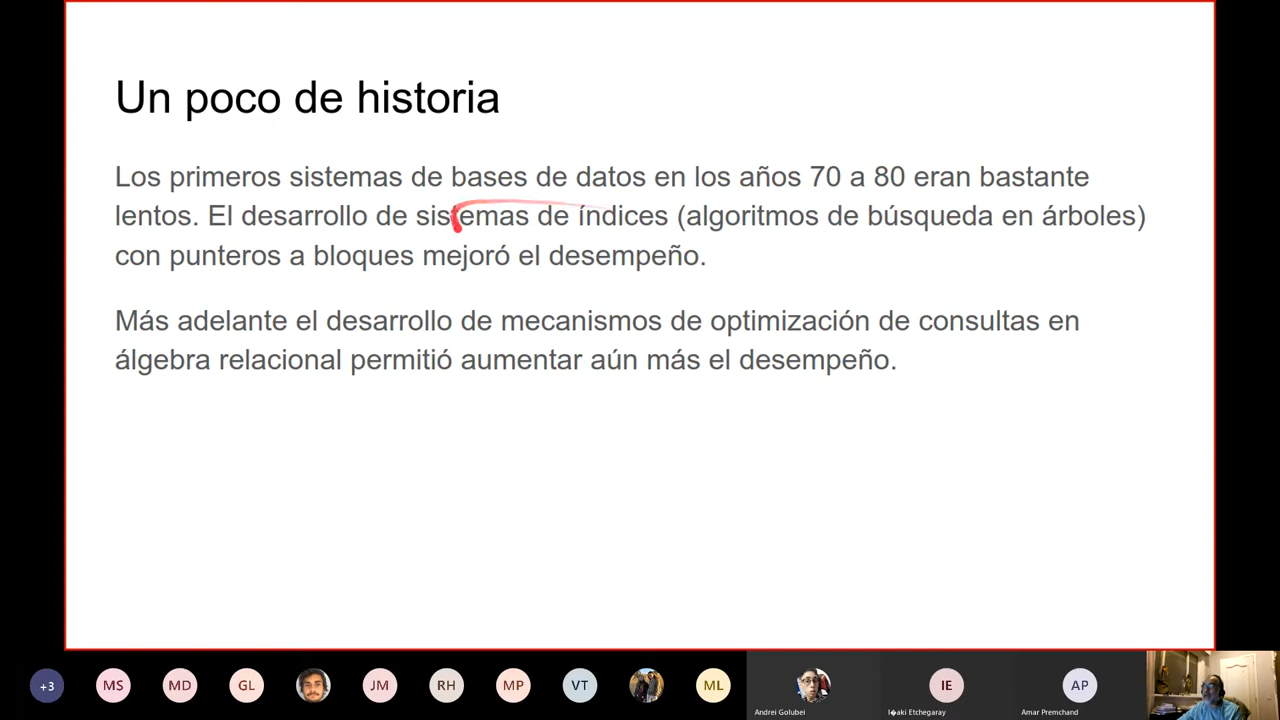 Un poco de historia
Los primeros sistemas de bases de datos en los años 70 a 80 eran bastante
lentos. El desarrollo de sistemas de índices (algoritmos de búsqueda en árboles)
con punteros a bloques mejoró el desempeño.
Más adelante el desarrollo de mecanismos de optimización de consultas en
álgebra relacional permitió aumentar aún más el desempeño.
+3 MS MD GL JM RH MP VT ML IE AP
Andrei Golubei I�aki Etchegaray Amar Premchand